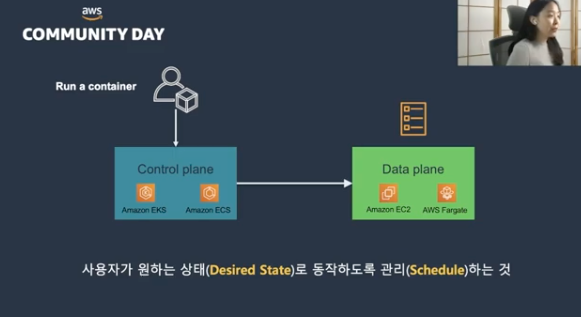 aws
COMMUNITY DAY
Run a container
Control plane
Amazon EKS
Amazon ECS
Data plane
Amazon EC2
AWS Fargate
사용자가 원하는 상태(Desired State)로 동작하도록 관리(Schedule)하는 것